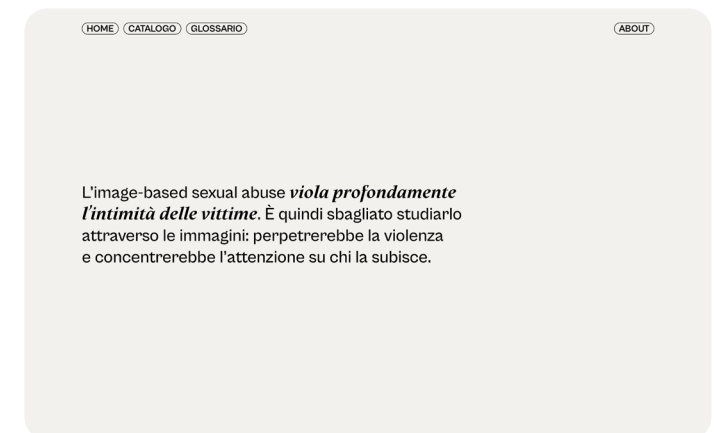 HOME CATALOGO GLOSSARIO ABOUT
L’image-based sexual abuse viola profondamente
l’intimità delle vittime. È quindi sbagliato studiarlo
attraverso le immagini: perpetrerebbe la violenza
e concentrerebbe l’attenzione su chi la subisce.